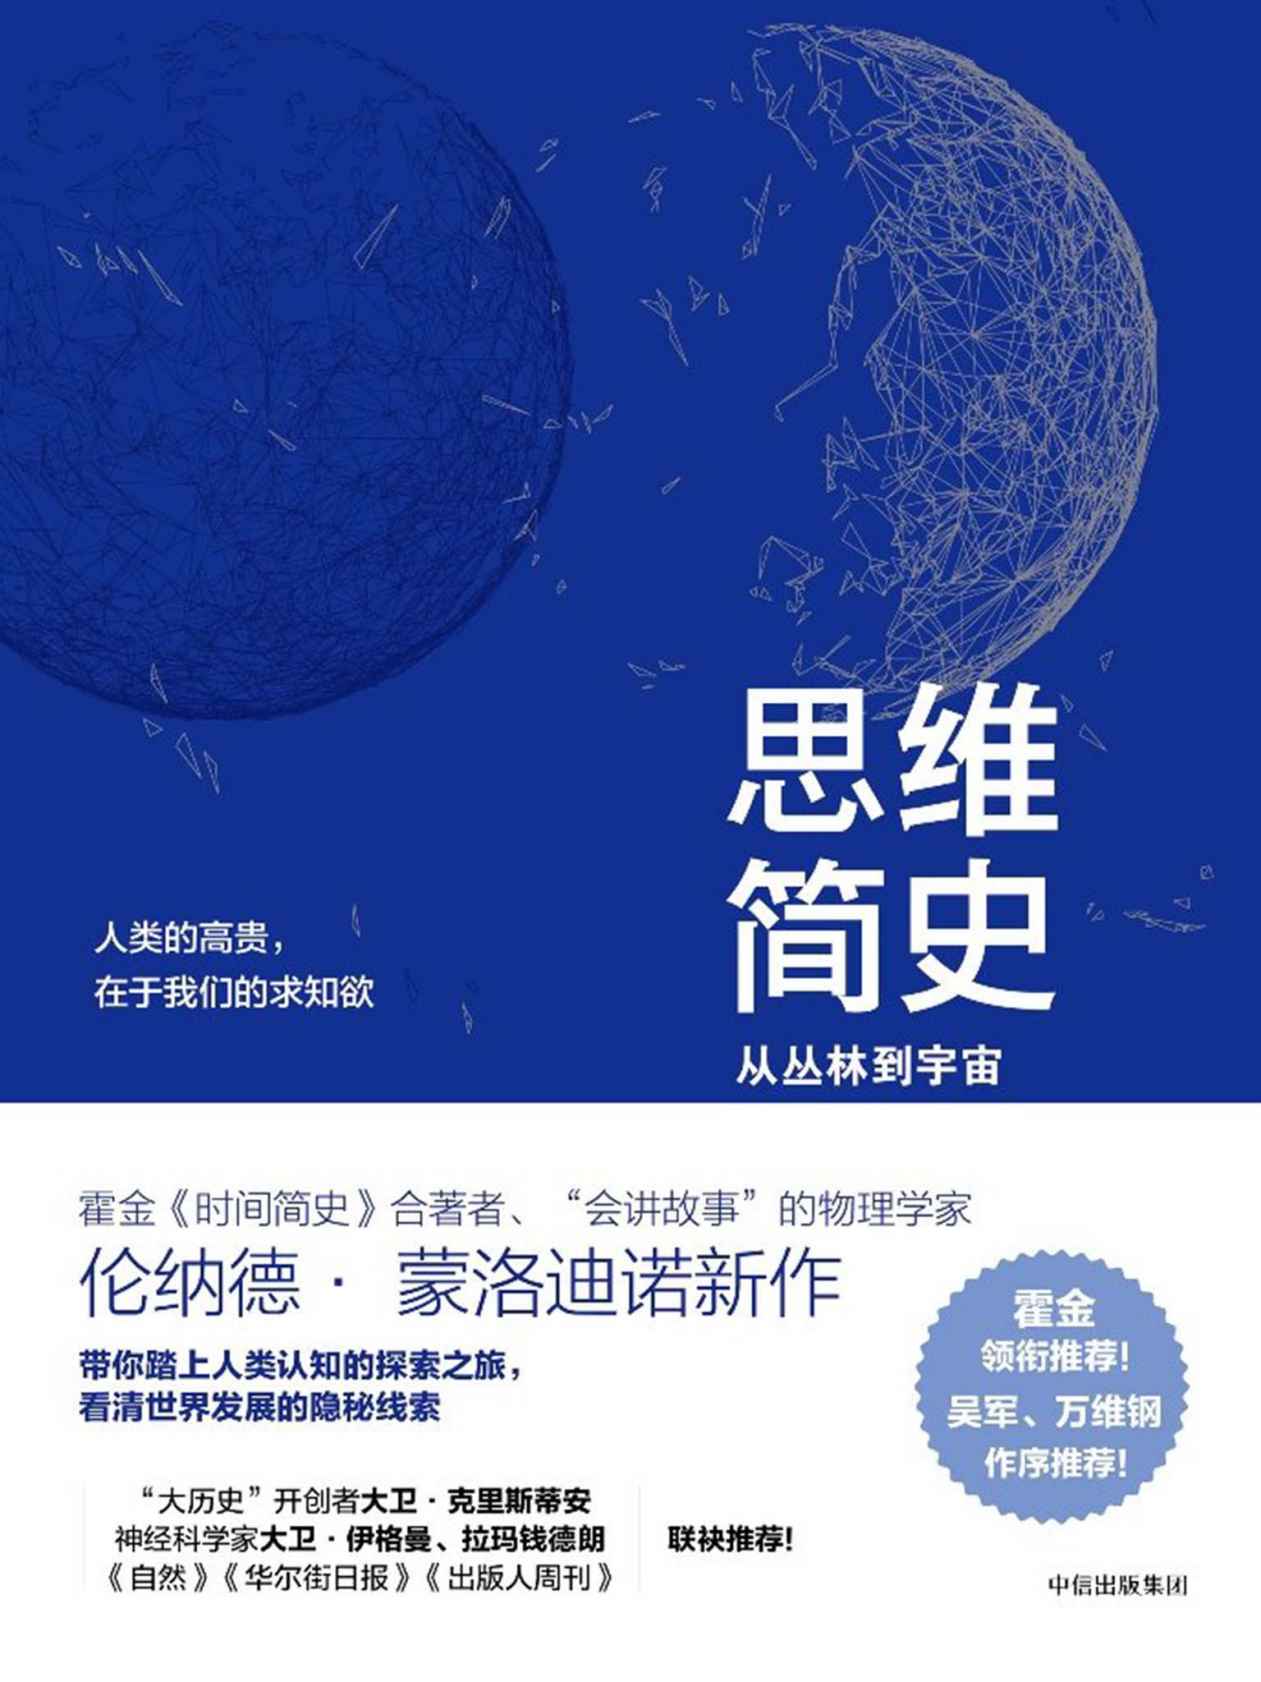 思维
简史
从丛林到宇宙
人类的高贵，
在于我们的求知欲
霍金《时间简史》合著者、“会讲故事”的物理学家
伦纳德·蒙洛迪诺新作
带你踏上人类认知的探索之旅，
看清世界发展的隐秘线索
霍金
领衔推荐！
吴军、万维钢
作序推荐！
“大历史”开创者大卫·克里斯蒂安
神经科学家大卫·伊格曼、拉玛钱德朗
《自然》《华尔街日报》《出版人周刊》
联袂推荐！
中信出版集团